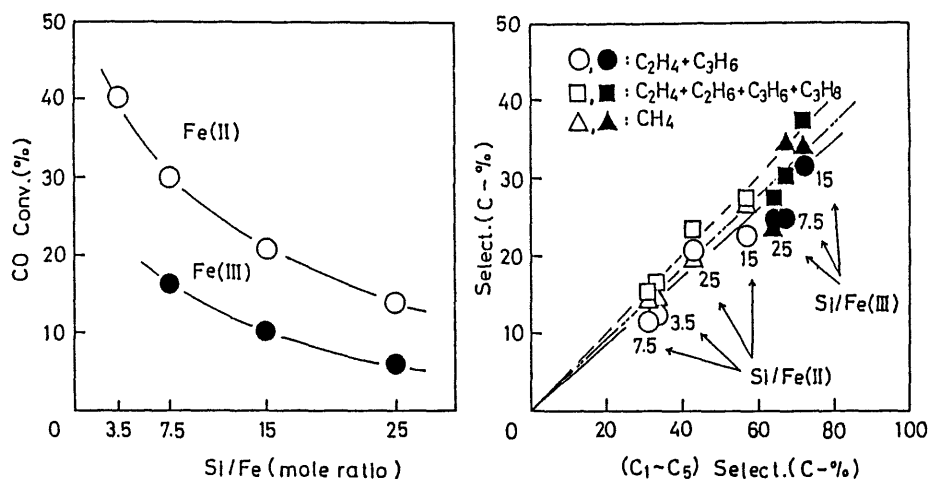 50
40
30
20
10
0
CO Conv.(%)
Fe(II)
Fe(III)
3.5
7.5
15
25
Si/Fe (mole ratio)
50
40
30
20
10
0
Select.(C-%)
○,●: C2H4+C3H6
□,■: C2H4+C2H6+C3H6+C3H8
△,▲: CH4
15
7.5
25
15
25
Si/Fe(III)
3.5
7.5
Si/Fe(II)
20
40
60
80
100
(C1~C5) Select.(C-%)